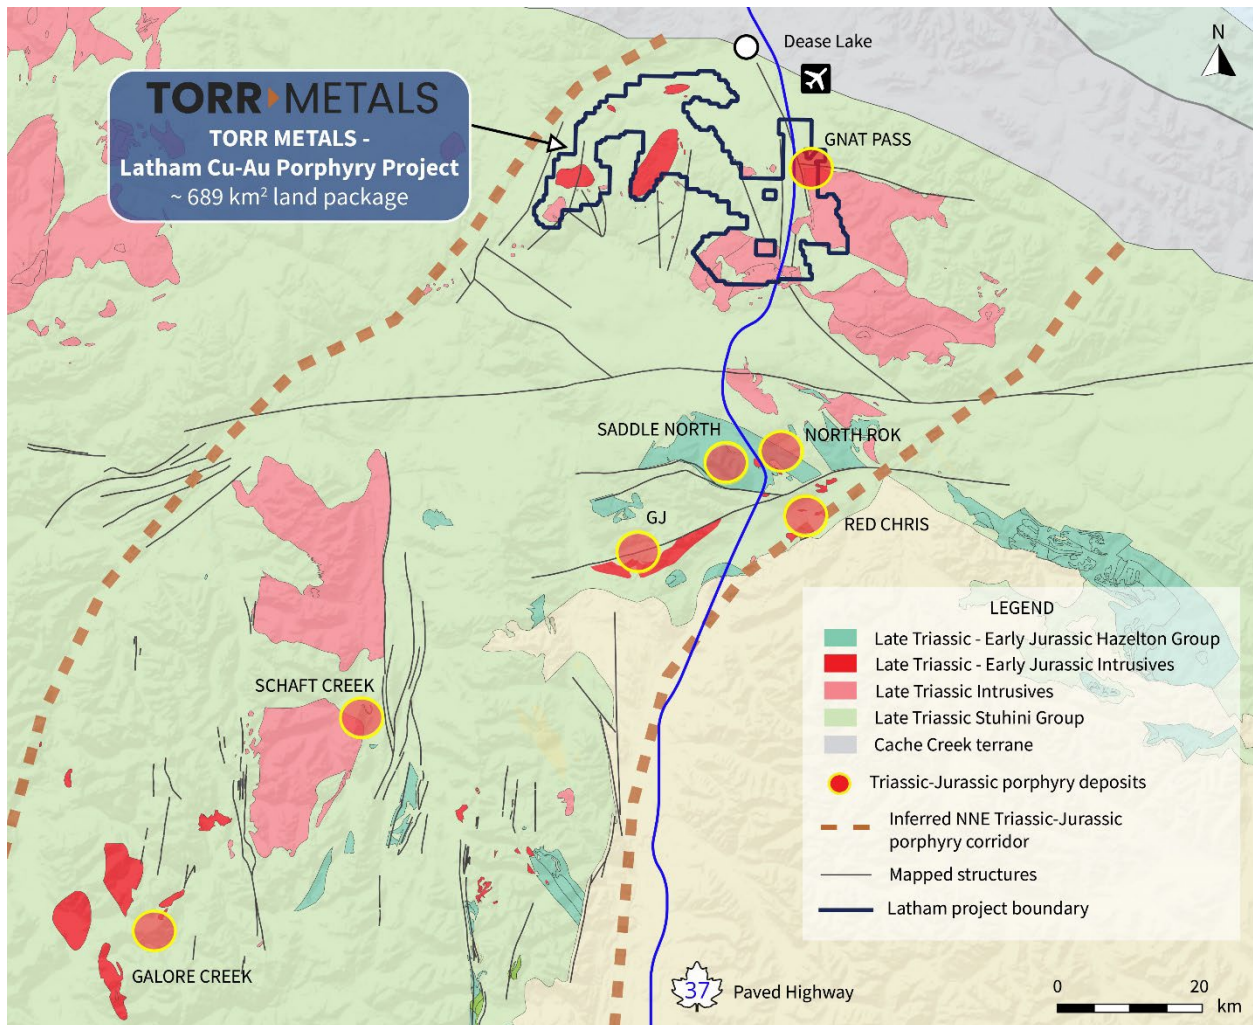 N
Dease Lake
TORR METALS
TORR METALS -
Latham Cu-Au Porphyry Project
~ 689 km² land package
GNAT PASS
SADDLE NORTH
NORTH ROK
GJ
RED CHRIS
SCHAFT CREEK
GALORE CREEK
LEGEND
Late Triassic - Early Jurassic Hazelton Group
Late Triassic - Early Jurassic Intrusives
Late Triassic Intrusives
Late Triassic Stuhini Group
Cache Creek terrane
Triassic-Jurassic porphyry deposits
Inferred NNE Triassic-Jurassic
porphyry corridor
Mapped structures
Latham project boundary
37 Paved Highway
0 20
km